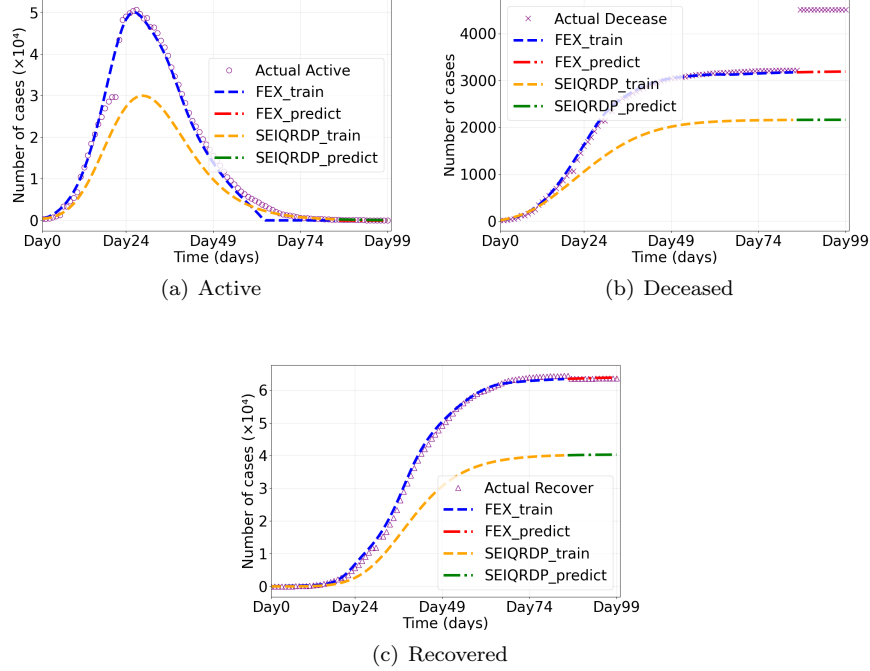 Number of cases (×10⁴)
5
4
3
2
1
0
Actual Active
FEX_train
FEX_predict
SEIQRDP_train
SEIQRDP_predict
Day0 Day24 Day49 Day74 Day99
Time (days)
(a) Active
Number of cases
4000
3000
2000
1000
0
Actual Decease
FEX_train
FEX_predict
SEIQRDP_train
SEIQRDP_predict
Day0 Day24 Day49 Day74 Day99
Time (days)
(b) Deceased
Number of cases (×10⁴)
6
5
4
3
2
1
0
Actual Recover
FEX_train
FEX_predict
SEIQRDP_train
SEIQRDP_predict
Day0 Day24 Day49 Day74 Day99
Time (days)
(c) Recovered